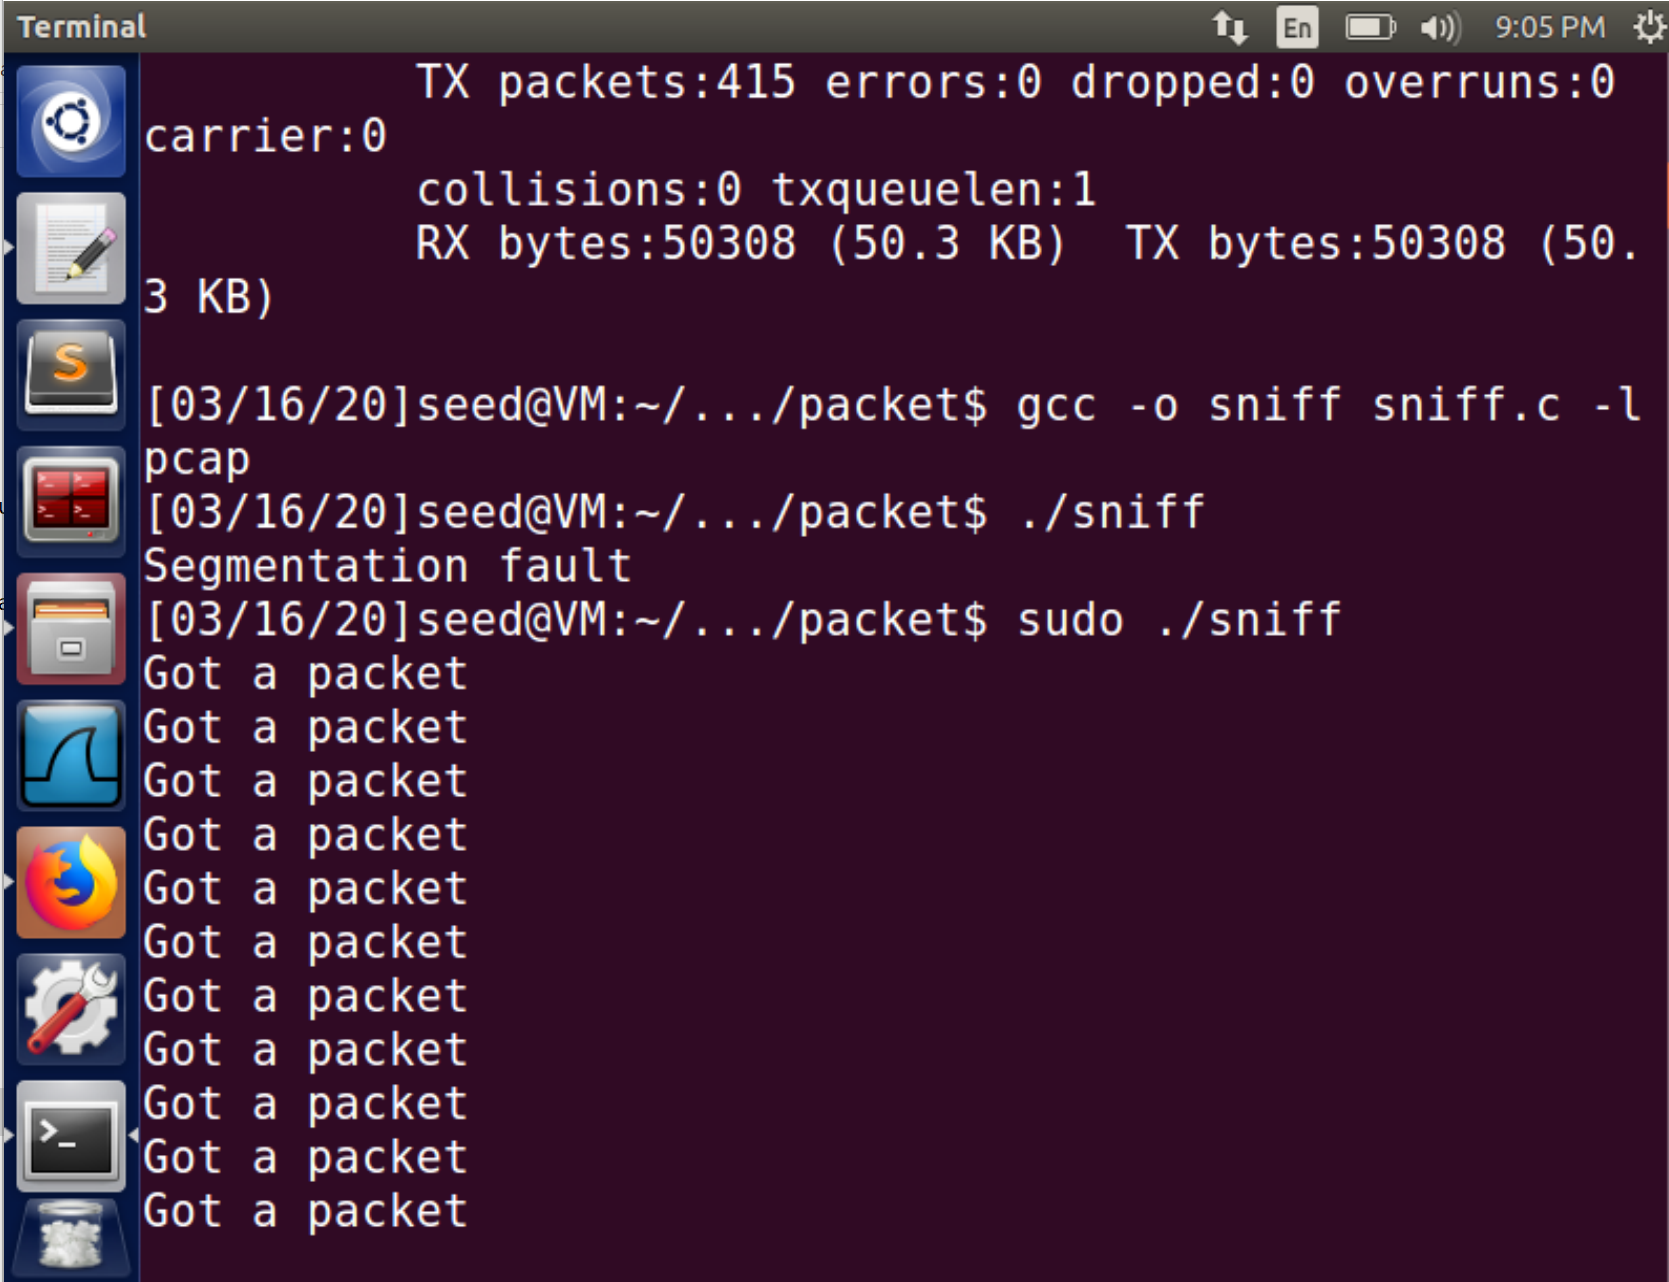 Terminal
En
9:05 PM
TX packets:415 errors:0 dropped:0 overruns:0
carrier:0
collisions:0 txqueuelen:1
RX bytes:50308 (50.3 KB)  TX bytes:50308 (50.
3 KB)
[03/16/20]seed@VM:~/.../packet$ gcc -o sniff sniff.c -l
pcap
[03/16/20]seed@VM:~/.../packet$ ./sniff
Segmentation fault
[03/16/20]seed@VM:~/.../packet$ sudo ./sniff
Got a packet
Got a packet
Got a packet
Got a packet
Got a packet
Got a packet
Got a packet
Got a packet
Got a packet
Got a packet
Got a packet